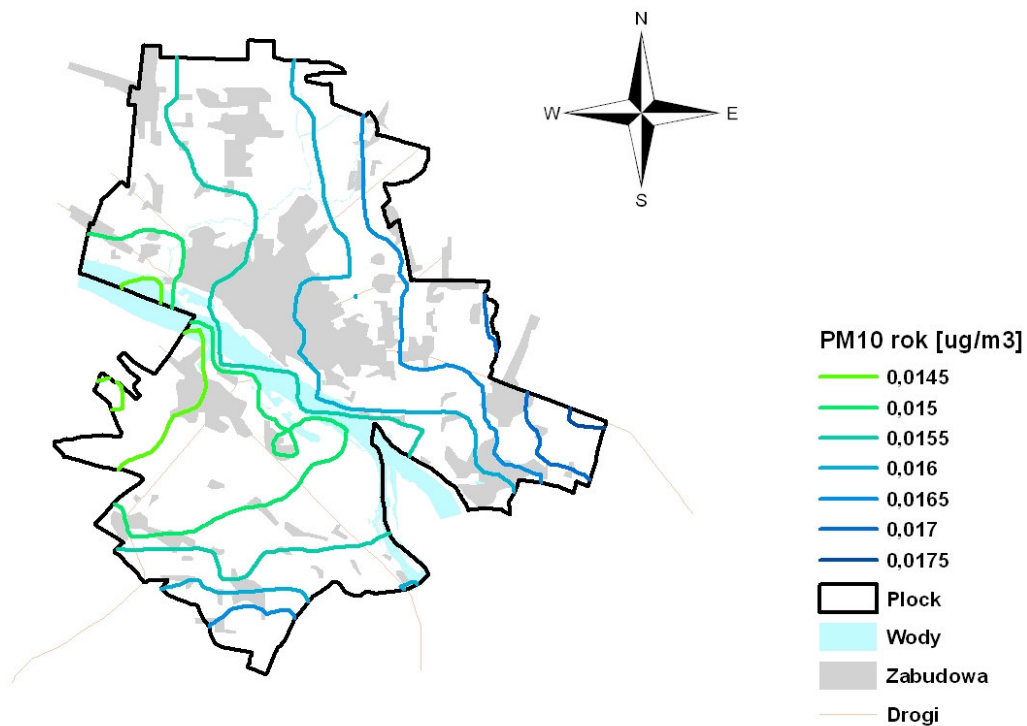 N
W E
S
PM10 rok [ug/m3]
0,0145
0,015
0,0155
0,016
0,0165
0,017
0,0175
Plock
Wody
Zabudowa
Drogi